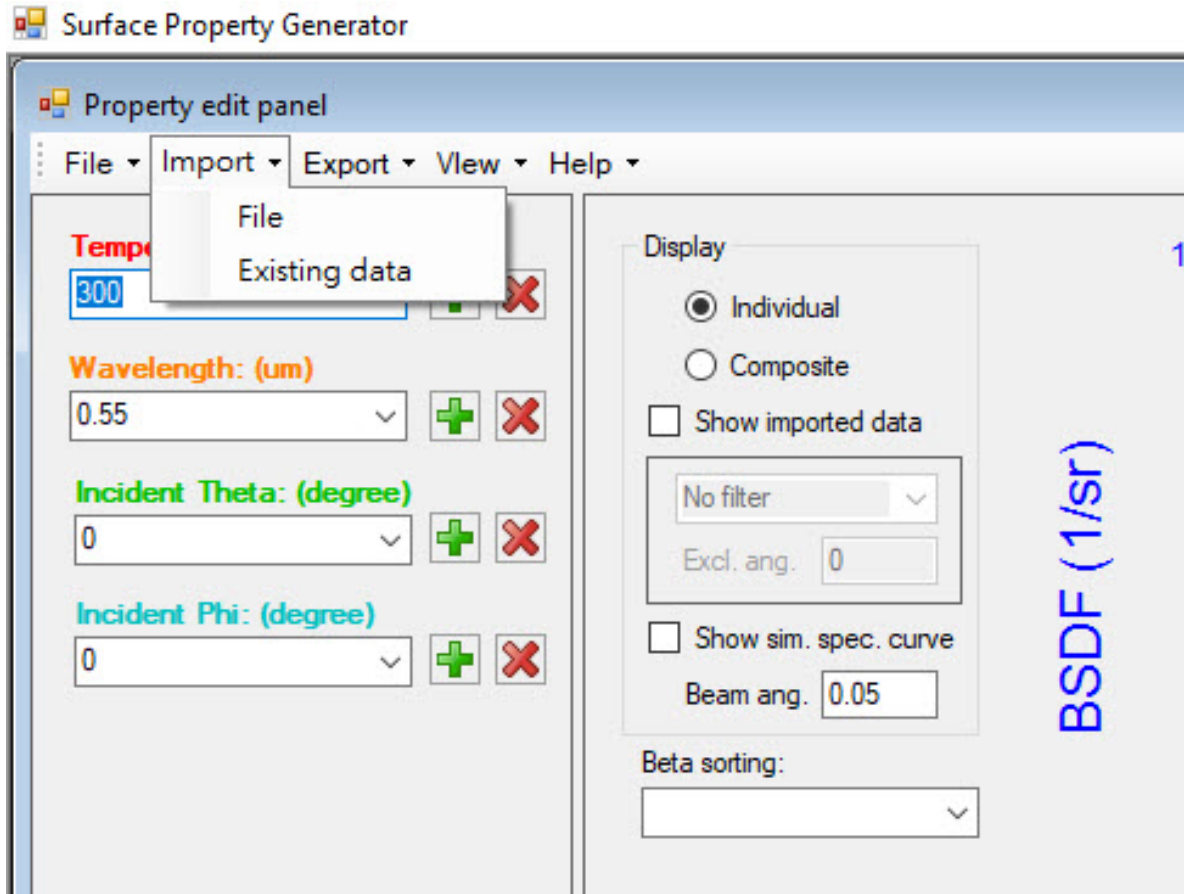 Surface Property Generator
Property edit panel
File Import Export VIew Help
File
Existing data
Tempe
300
Wavelength: (um)
0.55
Incident Theta: (degree)
0
Incident Phi: (degree)
0
Display
Individual
Composite
Show imported data
No filter
Excl. ang. 0
Show sim. spec. curve
Beam ang. 0.05
Beta sorting:
1
BSDF (1/sr)